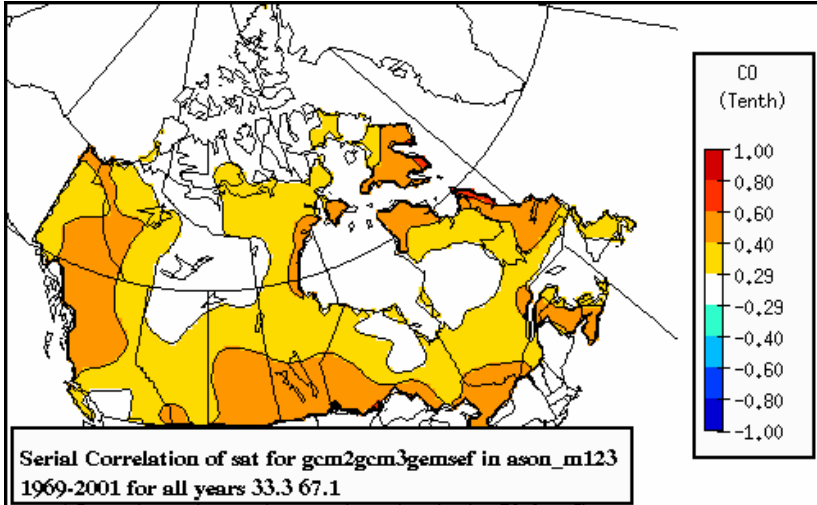 CO
(Tenth)
1.00
0.80
0.60
0.40
0.29
-0.29
-0.40
-0.60
-0.80
-1.00
Serial Correlation of sat for gcm2gcm3gemsef in ason_m123
1969-2001 for all years 33.3 67.1